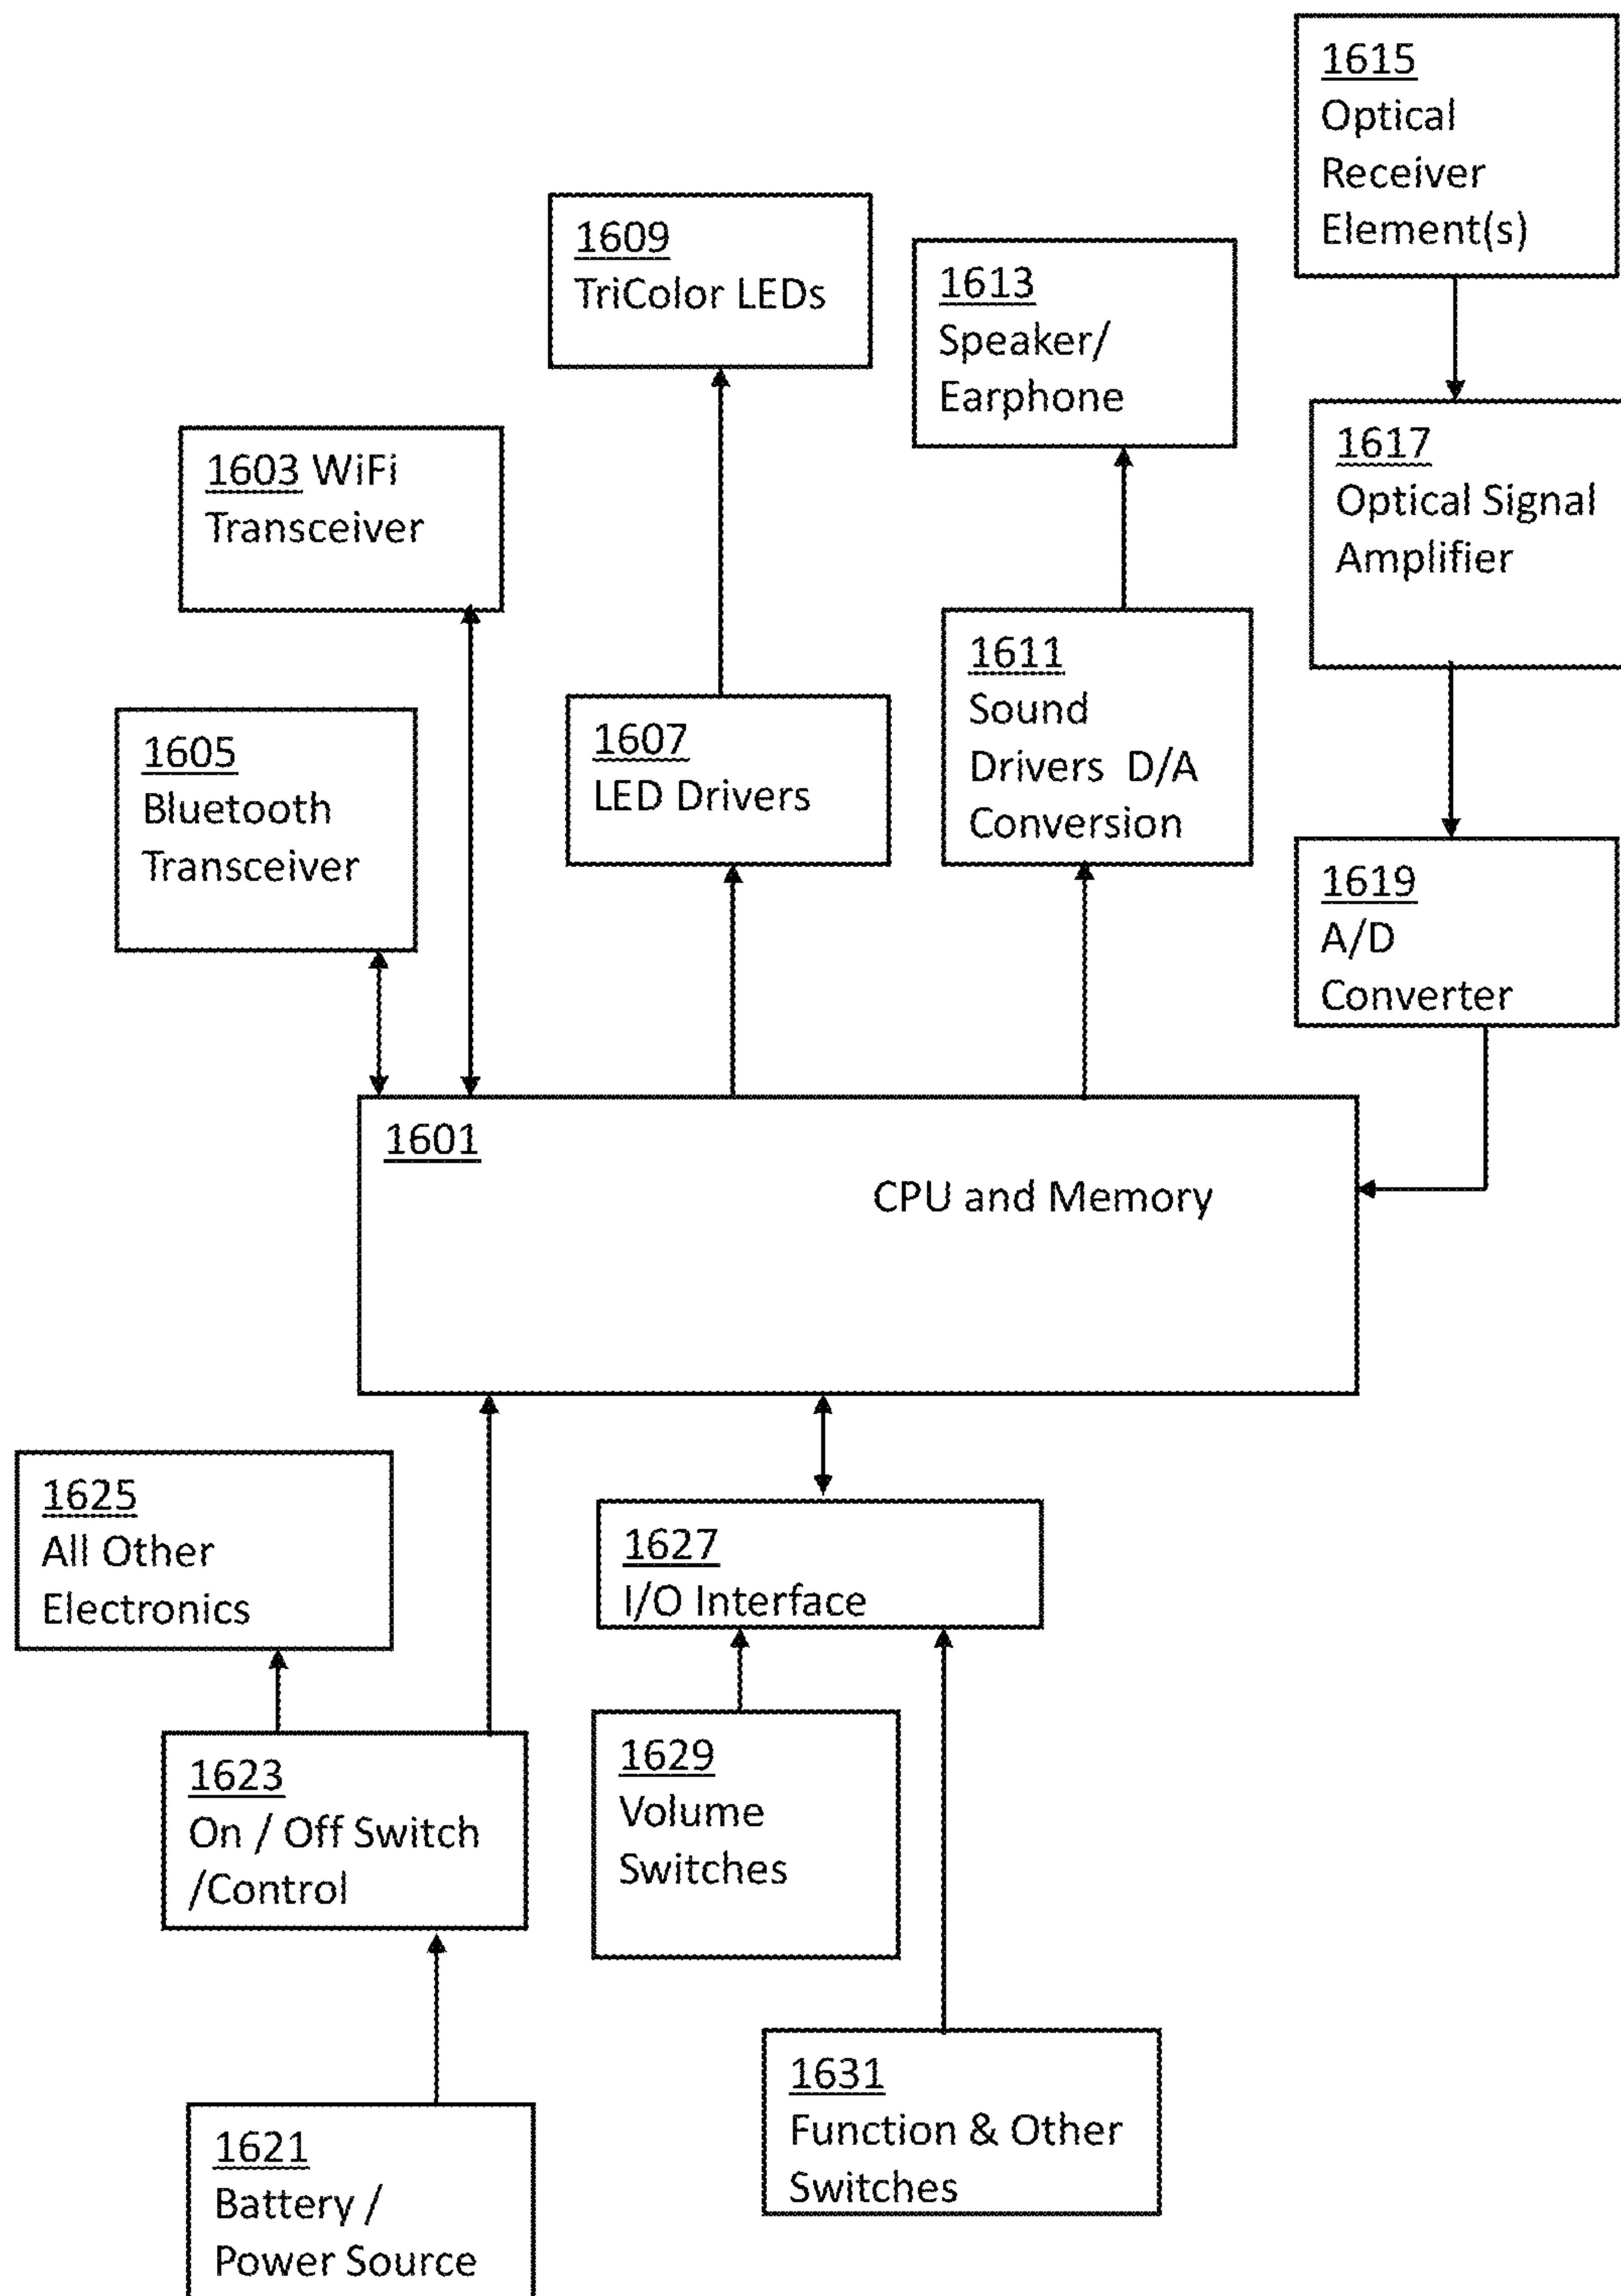 1615
Optical
Receiver
Element(s)
1609
TriColor LEDs
1613
Speaker/
Earphone
1603 WiFi
Transceiver
1617
Optical Signal
Amplifier
1605
Bluetooth
Transceiver
1607
LED Drivers
1611
Sound
Drivers D/A
Conversion
1619
A/D
Converter
1601
CPU and Memory
1625
All Other
Electronics
1627
I/O Interface
1623
On / Off Switch
/Control
1629
Volume
Switches
1631
Function & Other
Switches
1621
Battery /
Power Source